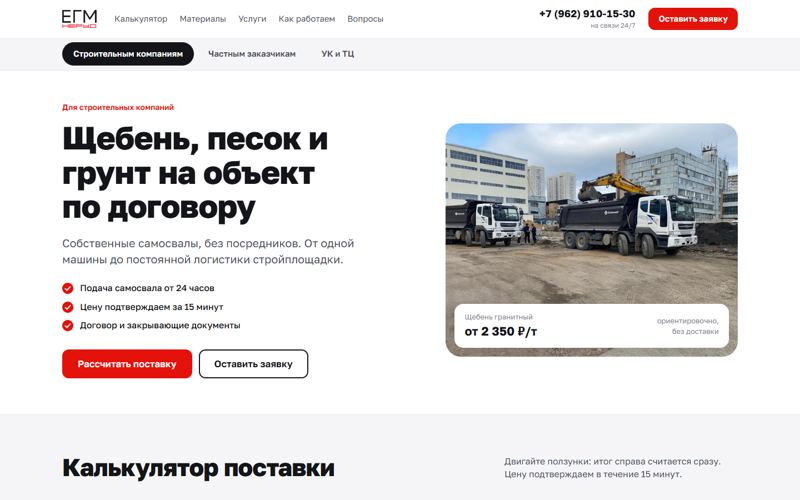 ЕГМ
НЕРУД
Калькулятор Материалы Услуги Как работаем Вопросы
+7 (962) 910-15-30
на связи 24/7
Оставить заявку
Строительным компаниям Частным заказчикам УК и ТЦ
Для строительных компаний
Щебень, песок и
грунт на объект
по договору
Собственные самосвалы, без посредников. От одной
машины до постоянной логистики стройплощадки.
Подача самосвала от 24 часов
Цену подтверждаем за 15 минут
Договор и закрывающие документы
Рассчитать поставку Оставить заявку
Щебень гранитный
от 2 350 ₽/т
ориентировочно,
без доставки
Калькулятор поставки
Двигайте ползунки: итог справа считается сразу.
Цену подтверждаем в течение 15 минут.